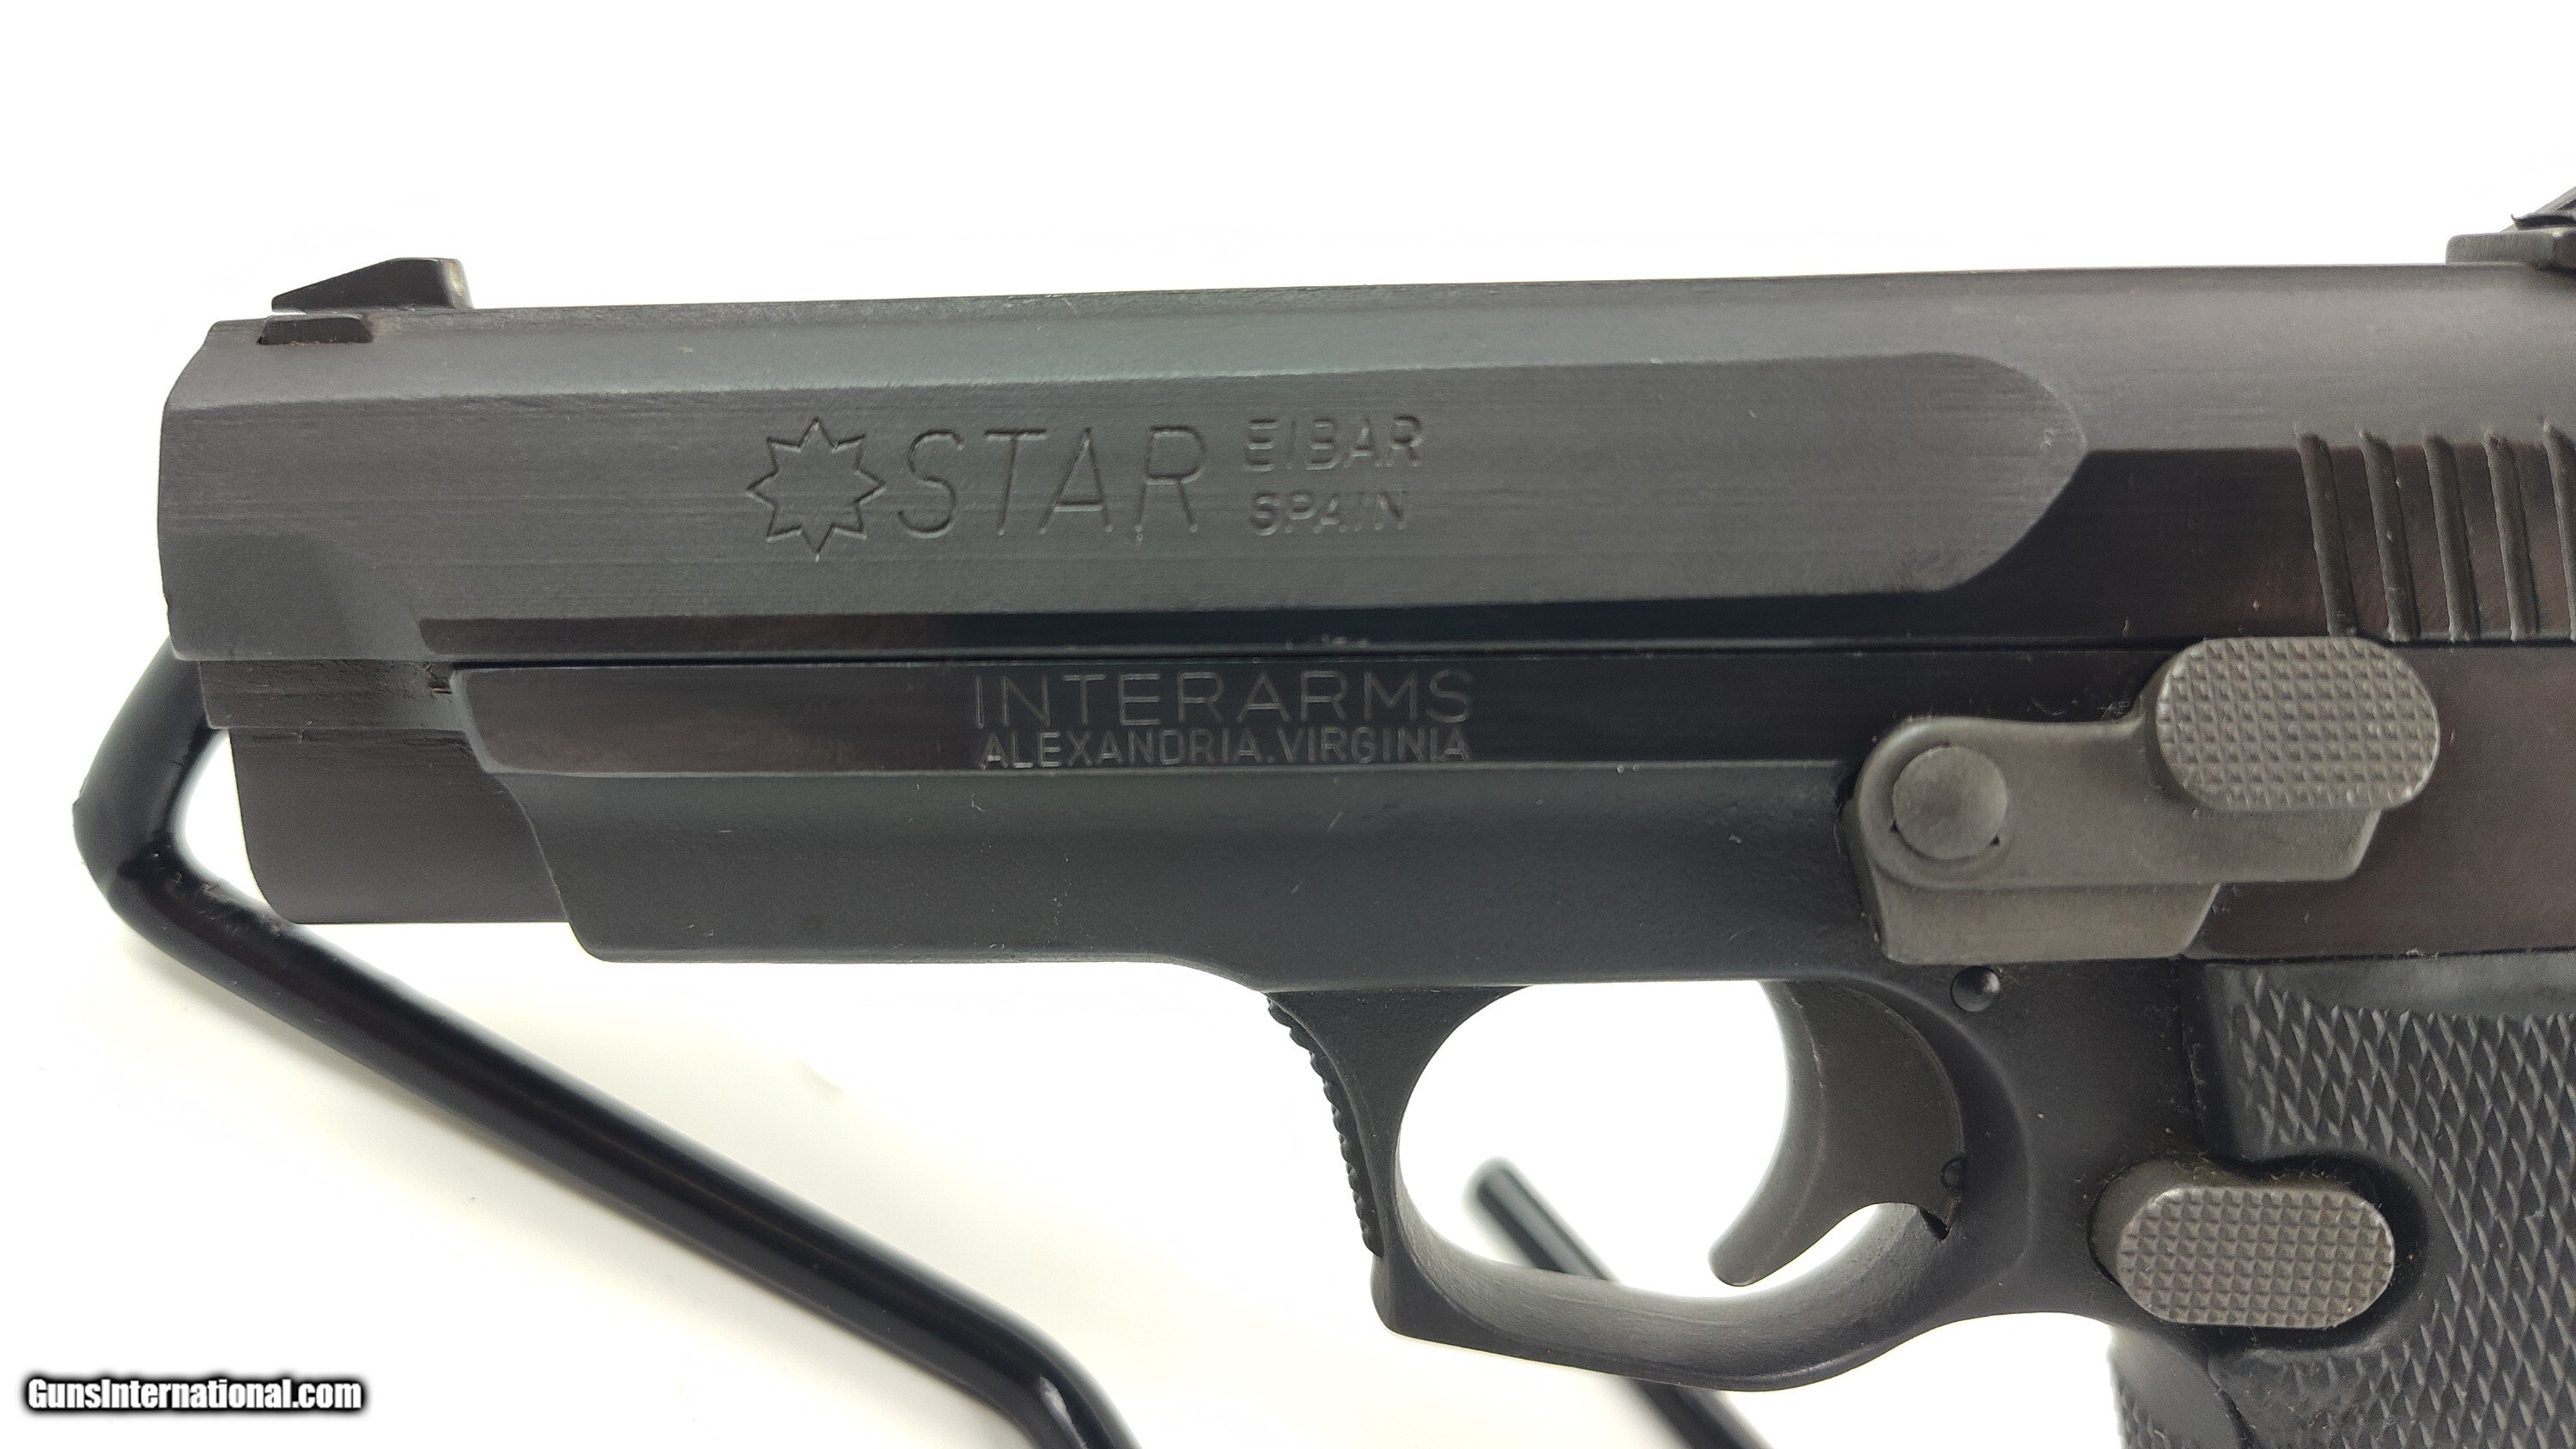 STAR EIBAR
SPAIN
INTERARMS
ALEXANDRIA.VIRGINIA
GunsInternational.com